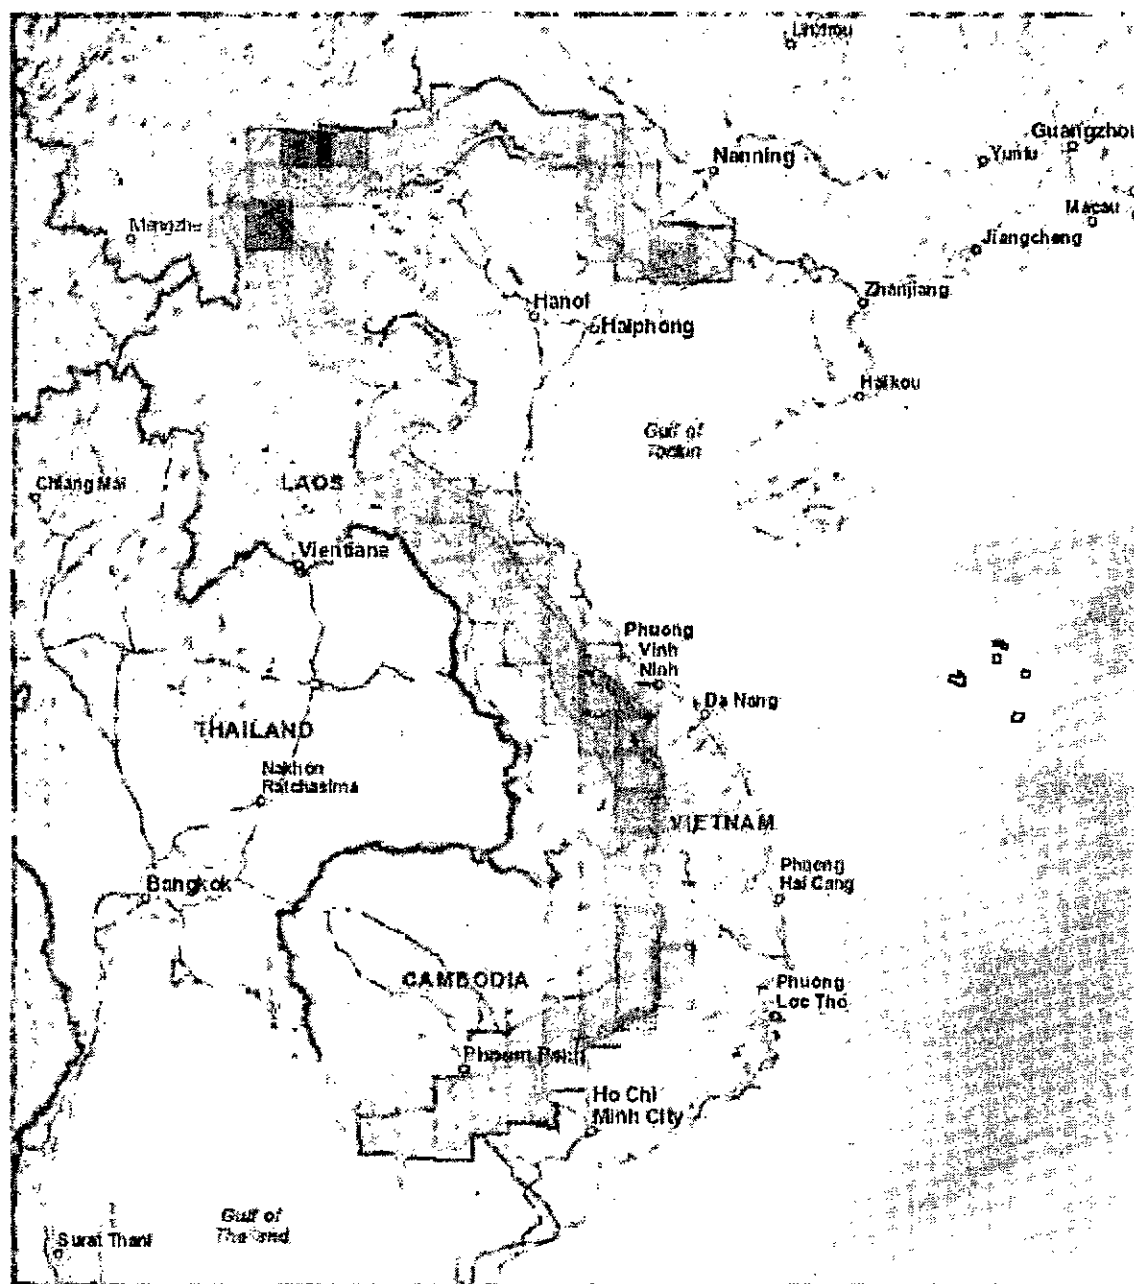 Nanning
Guangzhou
Yunfu
Macau
Jiangcheng
Zhanjiang
Mengzhe
Hanoi
Haiphong
Haikou
Gulf of
Tonkin
Chiang Mai
LAOS
Vientiane
Phuong
Vinh
Ninh
Da Nang
THAILAND
Nakhon
Ratchasima
VIETNAM
Bangkok
Phuong
Hai Cang
CAMBODIA
Phuong
Loc Tho
Phnom Penh
Ho Chi
Minh City
Gulf of
Thailand
Surat Thani